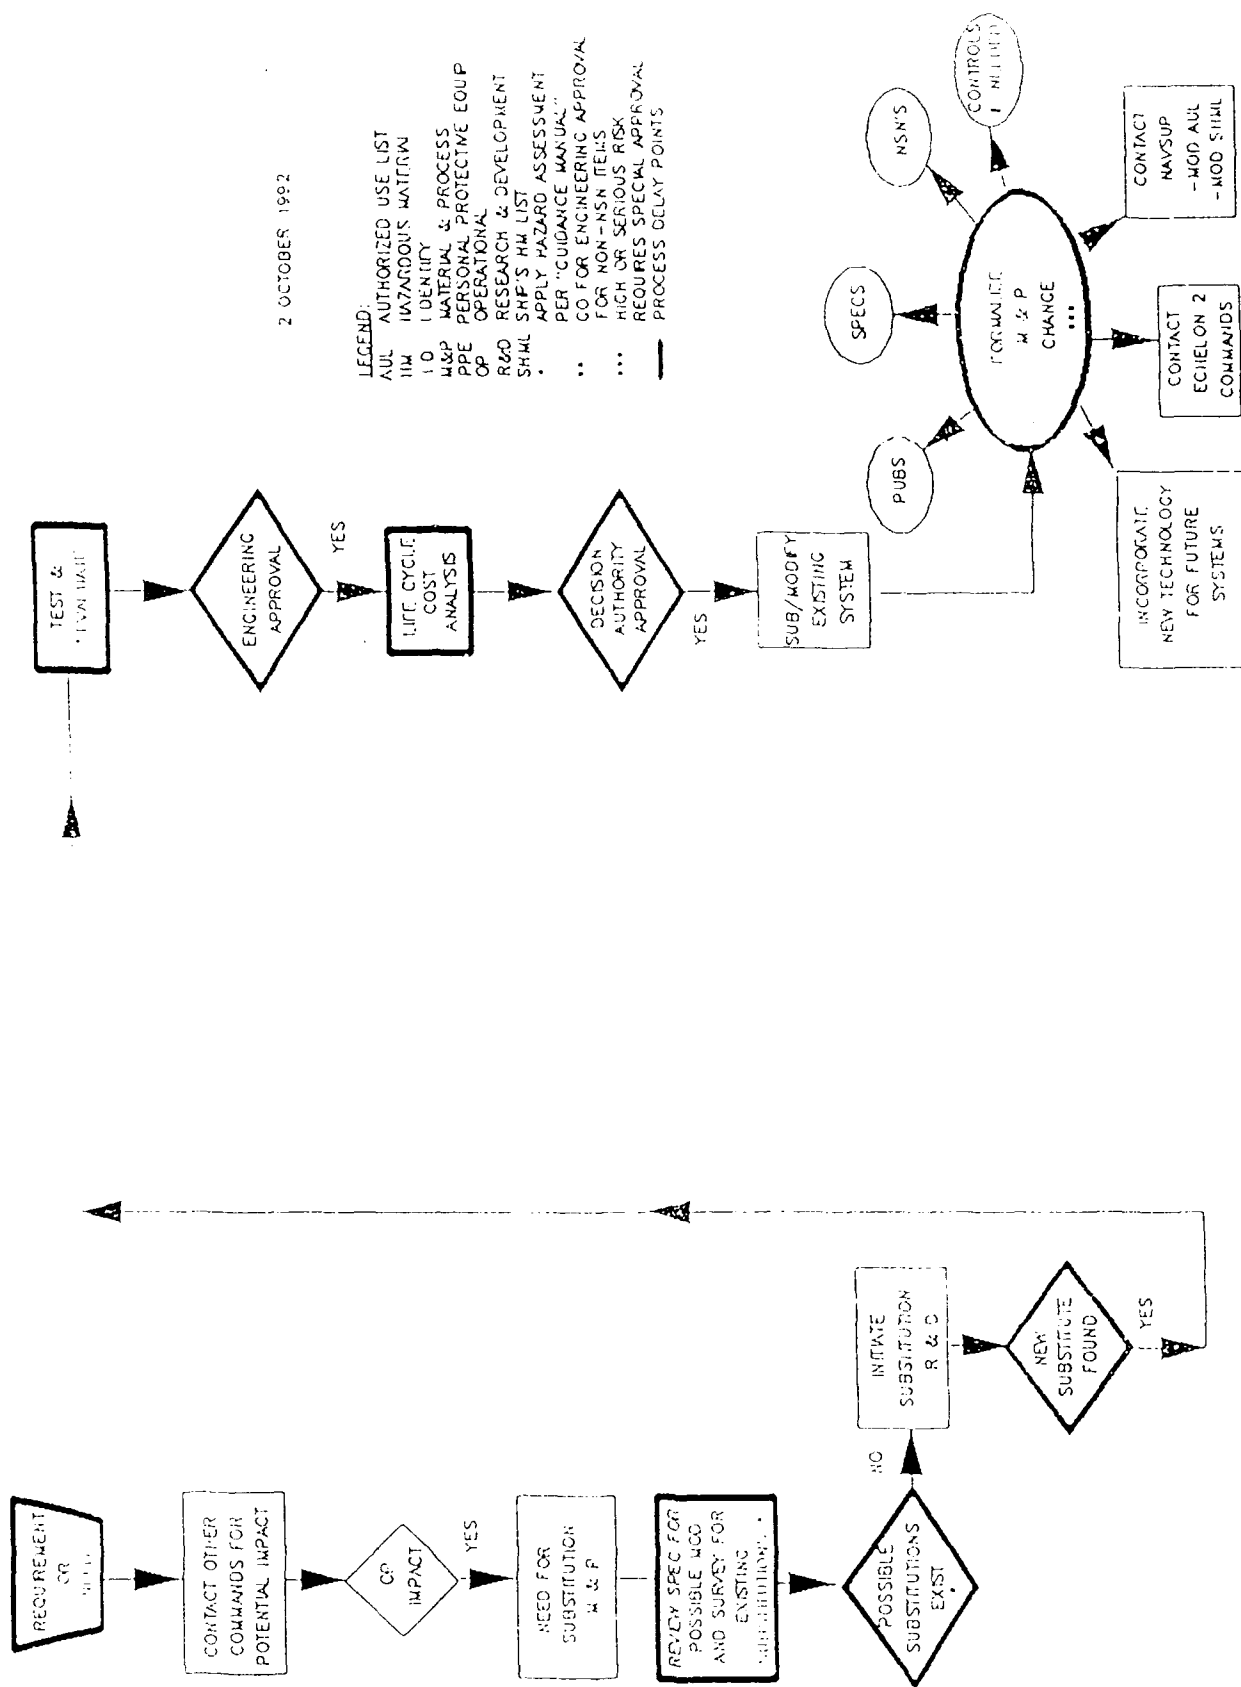 REQUIREMENT
OR
CONTACT OTHER
COMMANDS FOR
POTENTIAL IMPACT
OP
IMPACT
YES
NEED FOR
SUBSTITUTION
M & P
REVIEW SPEC FOR
POSSIBLE MOD
AND SURVEY FOR
EXISTING
POSSIBLE
SUBSTITUTIONS
EXIST
NO
INITIATE
SUBSTITUTION
R & D
NEW
SUBSTITUTE
FOUND
YES
TEST &
ENGINEERING
APPROVAL
YES
LIFE CYCLE
COST
ANALYSIS
DECISION
AUTHORITY
APPROVAL
YES
SUB/MODIFY
EXISTING
SYSTEM
FORMALIZE
M & P
CHANGE
...
PUBS
SPECS
NSN'S
CONTROLS
NEEDED
INCORPORATE
NEW TECHNOLOGY
FOR FUTURE
SYSTEMS
CONTACT
ECHELON 2
COMMANDS
CONTACT
NAVSUP
-MOD AUL
-MOD SHML
2 OCTOBER 1992
LEGEND:
AUL AUTHORIZED USE LIST
HM HAZARDOUS MATERIAL
ID IDENTIFY
M&P MATERIAL & PROCESS
PPE PERSONAL PROTECTIVE EQUIP
OP OPERATIONAL
R&D RESEARCH & DEVELOPMENT
SHML SHIP'S HM LIST
. APPLY HAZARD ASSESSMENT
PER "GUIDANCE MANUAL"
.. GO FOR ENGINEERING APPROVAL
FOR NON-NSN ITEMS
... HIGH OR SERIOUS RISK
REQUIRES SPECIAL APPROVAL
PROCESS DELAY POINTS